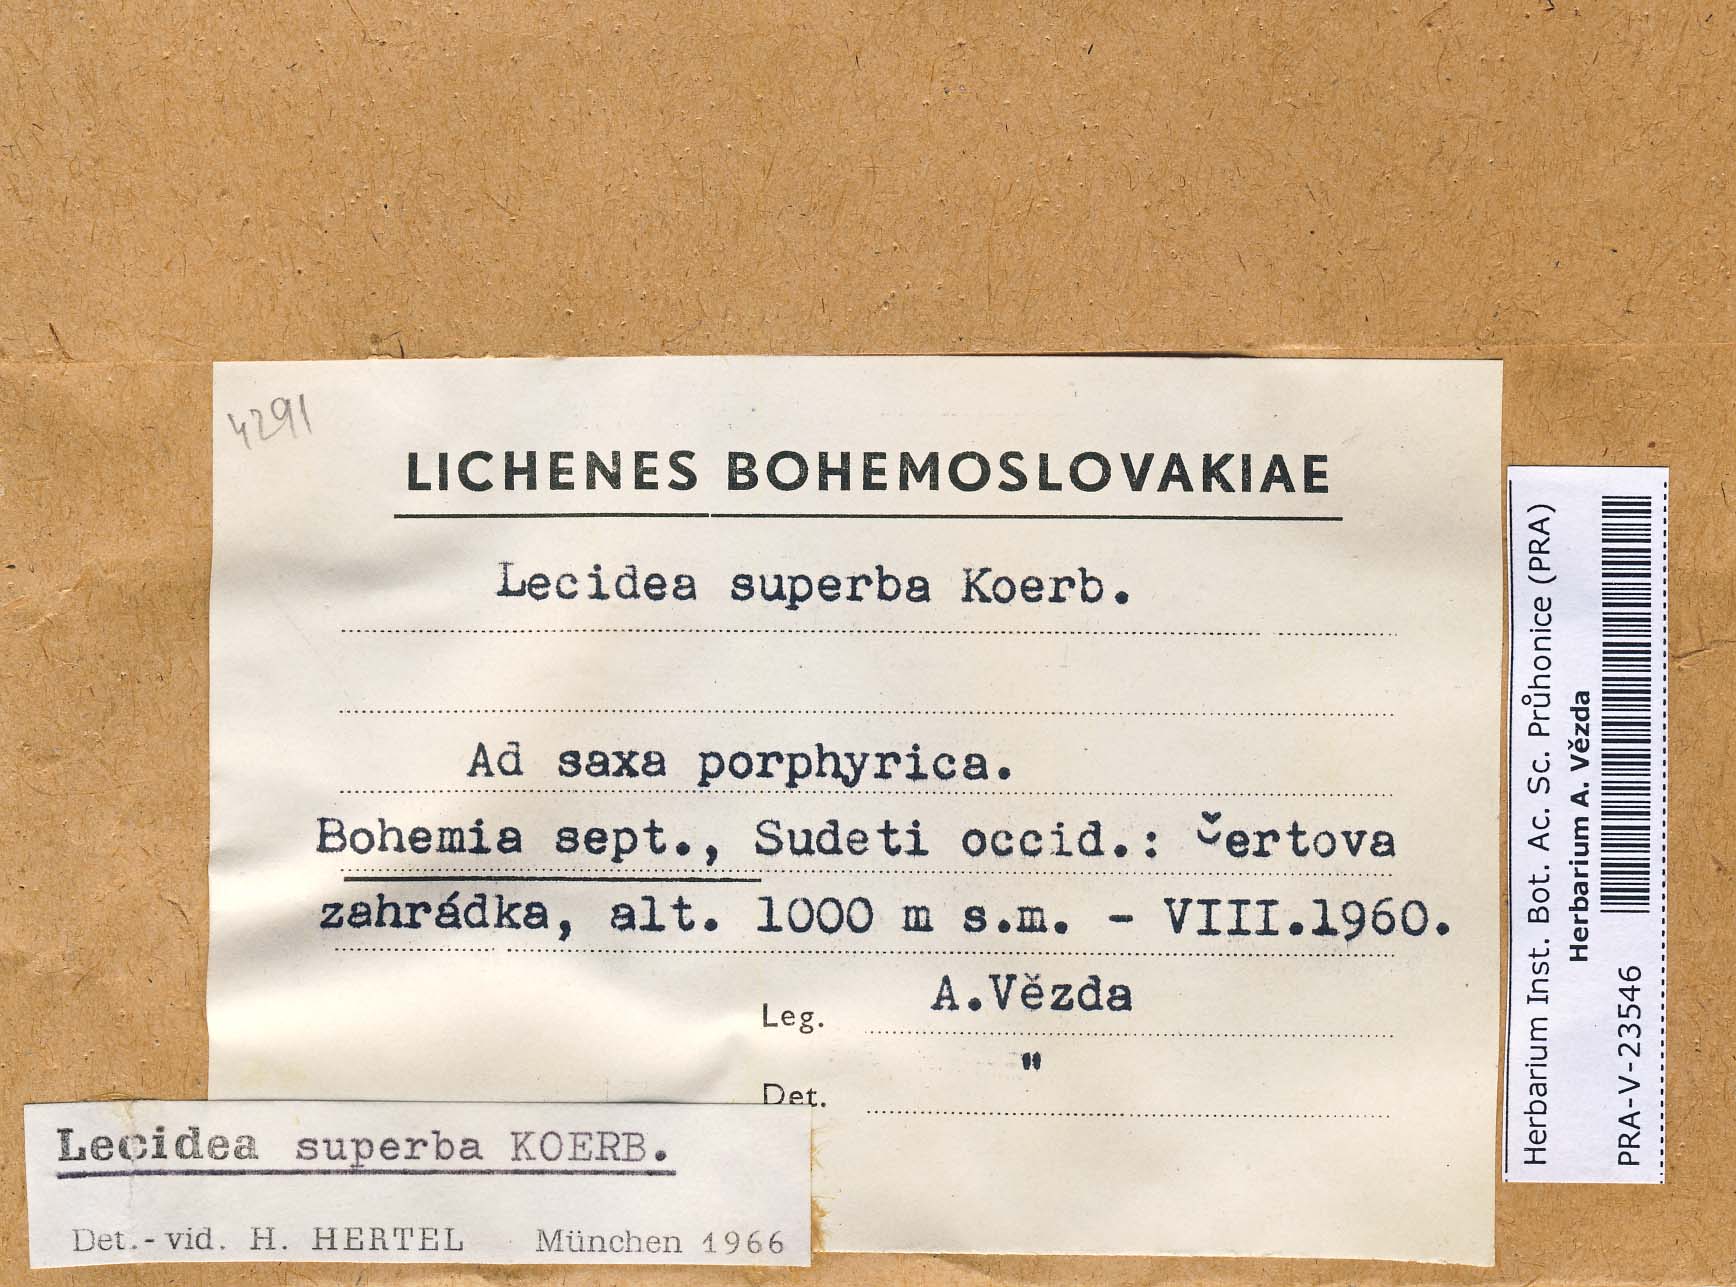 4291
LICHENES BOHEMOSLOVAKIAE
Lecidea superba Koerb.
Ad saxa porphyrica.
Bohemia sept., Sudeti occid.: Čertova
zahrádka, alt. 1000 m s.m. - VIII.1960.
Leg. A.Vězda
Det. "
Lecidea superba KOERB.
Det.- vid. H. HERTEL München 1966
Herbarium Inst. Bot. Ac. Sc. Průhonice (PRA)
Herbarium A. Vězda
PRA-V-23546